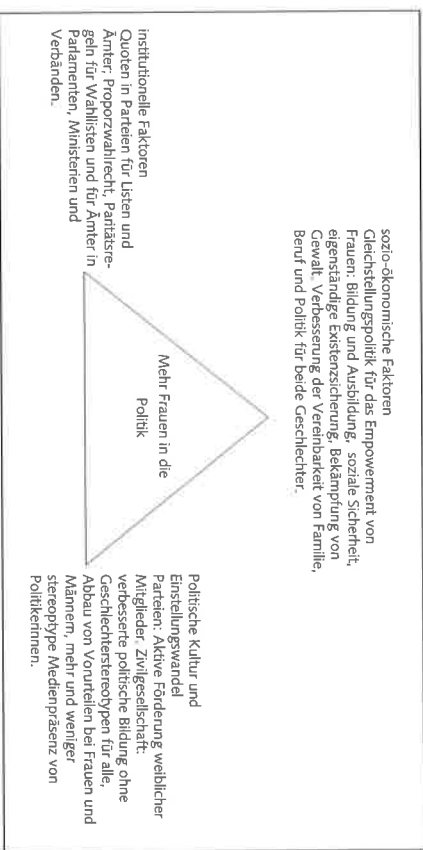 sozio-ökonomische Faktoren
Gleichstellungspolitik für das Empowerment von
Frauen: Bildung und Ausbildung, soziale Sicherheit,
eigenständige Existenzsicherung, Bekämpfung von
Gewalt. Verbesserung der Vereinbarkeit von Familie,
Beruf und Politik für beide Geschlechter.
Mehr Frauen in die
Politik
institutionelle Faktoren
Quoten in Parteien für Listen und
Ämter; Proporzwahlrecht, Paritätsre-
geln für Wahllisten und für Ämter in
Parlamenten, Ministerien und
Verbänden.
Politische Kultur und
Einstellungswandel
Parteien: Aktive Förderung weiblicher
Mitglieder. Zivilgesellschaft:
verbesserte politische Bildung ohne
Geschlechterstereotypen für alle,
Abbau von Vorurteilen bei Frauen und
Männern, mehr und weniger
stereoptype Medienpräsenz von
Politikerinnen.